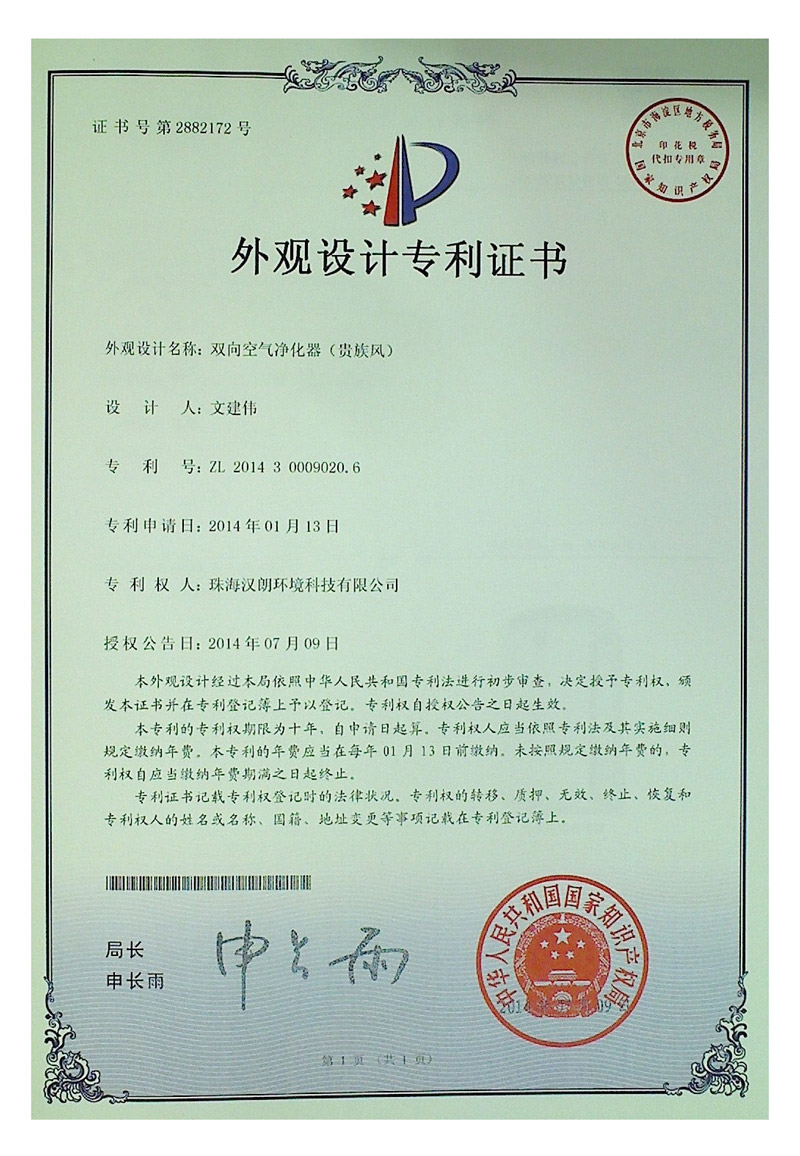 证书号第2882172号
北京市海淀区地方税务局
印花税
代扣专用章
国家知识产权局
外观设计专利证书
外观设计名称：双向空气净化器（贵族风）
设计人：文建伟
专利号：ZL 2014 3 0009020.6
专利申请日：2014年01月13日
专利权人：珠海汉朗环境科技有限公司
授权公告日：2014年07月09日
本外观设计经过本局依照中华人民共和国专利法进行初步审查，决定授予专利权，颁
发本证书并在专利登记簿上予以登记。专利权自授权公告之日起生效。
本专利的专利权期限为十年，自申请日起算。专利权人应当依照专利法及其实施细则
规定缴纳年费。本专利的年费应当在每年01月13日前缴纳。未按照规定缴纳年费的，专
利权自应当缴纳年费期满之日起终止。
专利证书记载专利权登记时的法律状况。专利权的转移、质押、无效、终止、恢复和
专利权人的姓名或名称、国籍、地址变更等事项记载在专利登记簿上。
局长
申长雨
申长雨
中华人民共和国国家知识产权局
2014年07月09日
第1页（共1页）